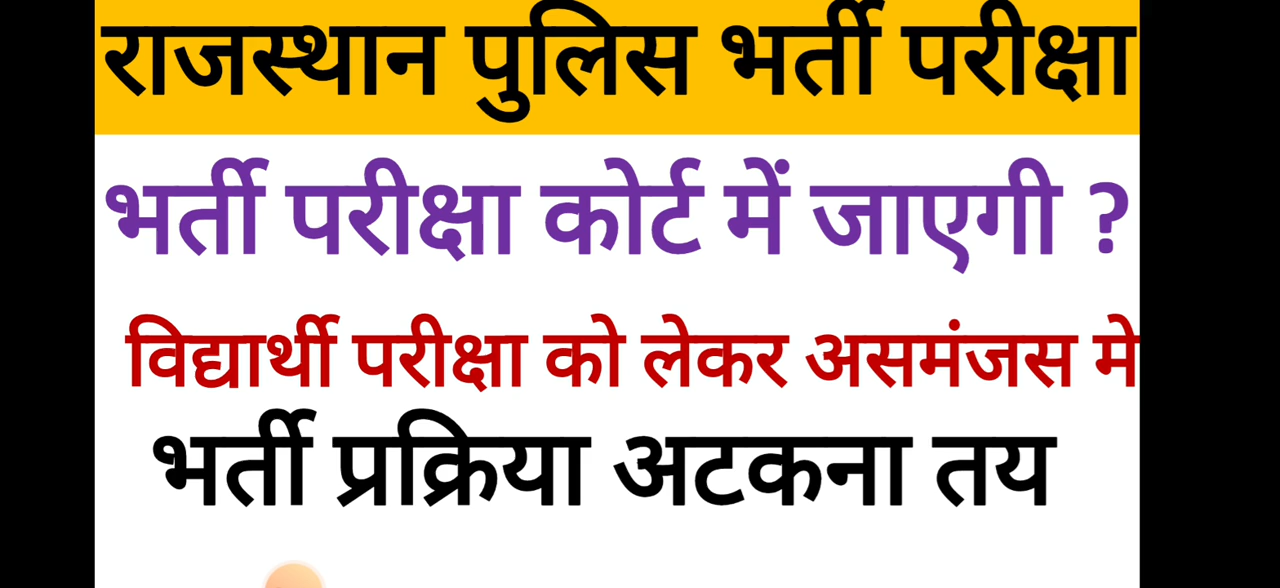 राजस्थान पुलिस भर्ती परीक्षा
भर्ती परीक्षा कोर्ट में जाएगी ?
विद्यार्थी परीक्षा को लेकर असमंजस मे
भर्ती प्रक्रिया अटकना तय